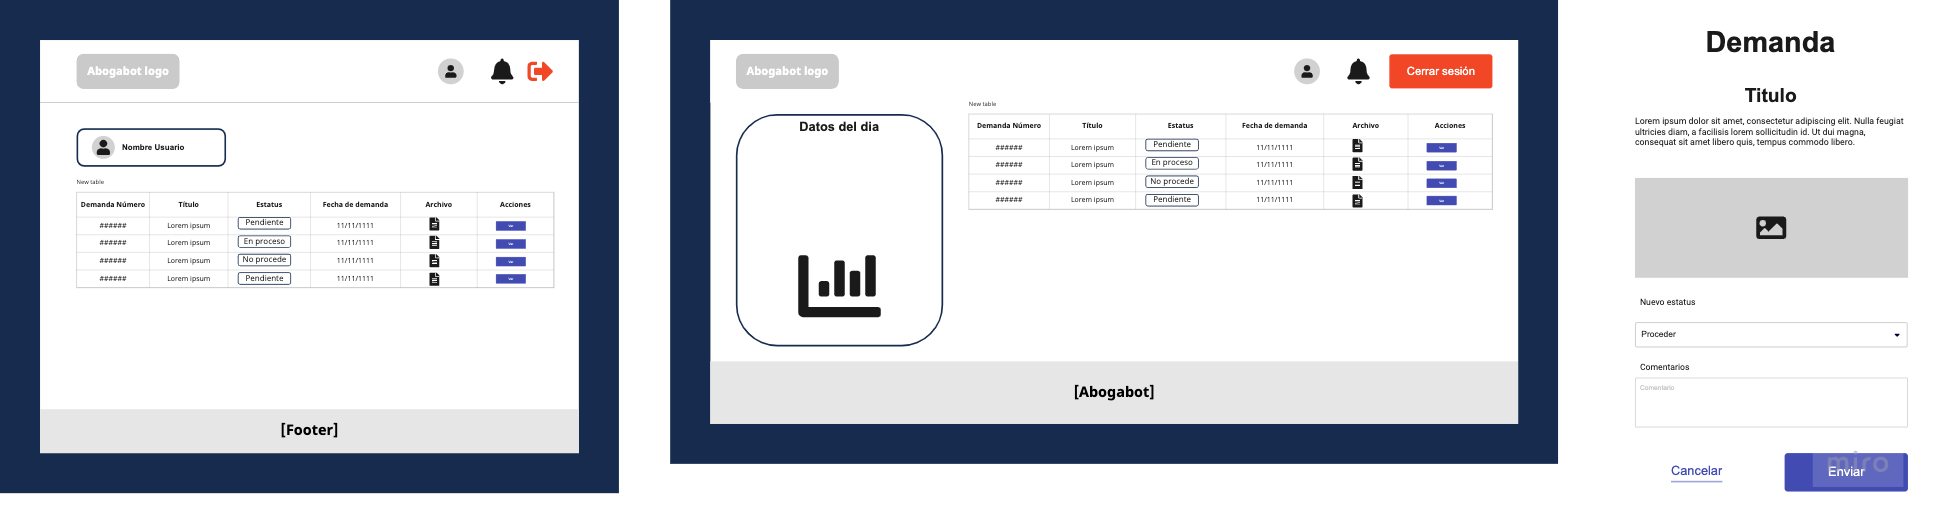 Abogabot logo
Nombre Usuario
New table
Demanda Número Título Estatus Fecha de demanda Archivo Acciones
###### Lorem ipsum Pendiente 11/11/1111 Ver
###### Lorem ipsum En proceso 11/11/1111 Ver
###### Lorem ipsum No procede 11/11/1111 Ver
###### Lorem ipsum Pendiente 11/11/1111 Ver
[Footer]
Abogabot logo
Cerrar sesión
Datos del dia
New table
Demanda Número Título Estatus Fecha de demanda Archivo Acciones
###### Lorem ipsum Pendiente 11/11/1111 Ver
###### Lorem ipsum En proceso 11/11/1111 Ver
###### Lorem ipsum No procede 11/11/1111 Ver
###### Lorem ipsum Pendiente 11/11/1111 Ver
[Abogabot]
Demanda
Titulo
Lorem ipsum dolor sit amet, consectetur adipiscing elit. Nulla feugiat
ultricies diam, a facilisis lorem sollicitudin id. Ut dui magna,
consequat sit amet libero quis, tempus commodo libero.
Nuevo estatus
Proceder
Comentarios
Comentario
Cancelar
Enviar
miro